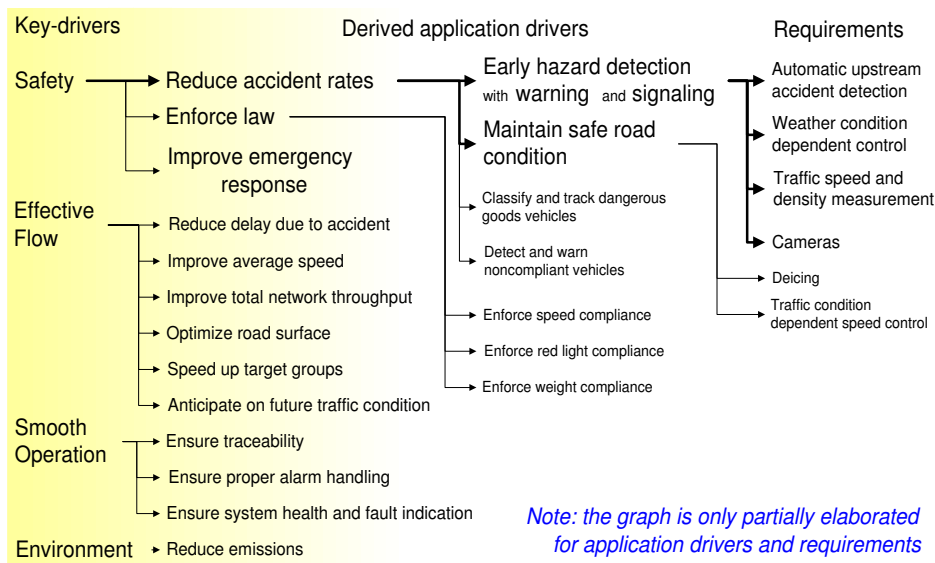 Key-drivers
Derived application drivers
Requirements
Safety
Reduce accident rates
Enforce law
Improve emergency
response
Early hazard detection
with warning and signaling
Maintain safe road
condition
Classify and track dangerous
goods vehicles
Detect and warn
noncompliant vehicles
Enforce speed compliance
Enforce red light compliance
Enforce weight compliance
Automatic upstream
accident detection
Weather condition
dependent control
Traffic speed and
density measurement
Cameras
Deicing
Traffic condition
dependent speed control
Effective
Flow
Reduce delay due to accident
Improve average speed
Improve total network throughput
Optimize road surface
Speed up target groups
Anticipate on future traffic condition
Smooth
Operation
Ensure traceability
Ensure proper alarm handling
Ensure system health and fault indication
Environment
Reduce emissions
Note: the graph is only partially elaborated
for application drivers and requirements